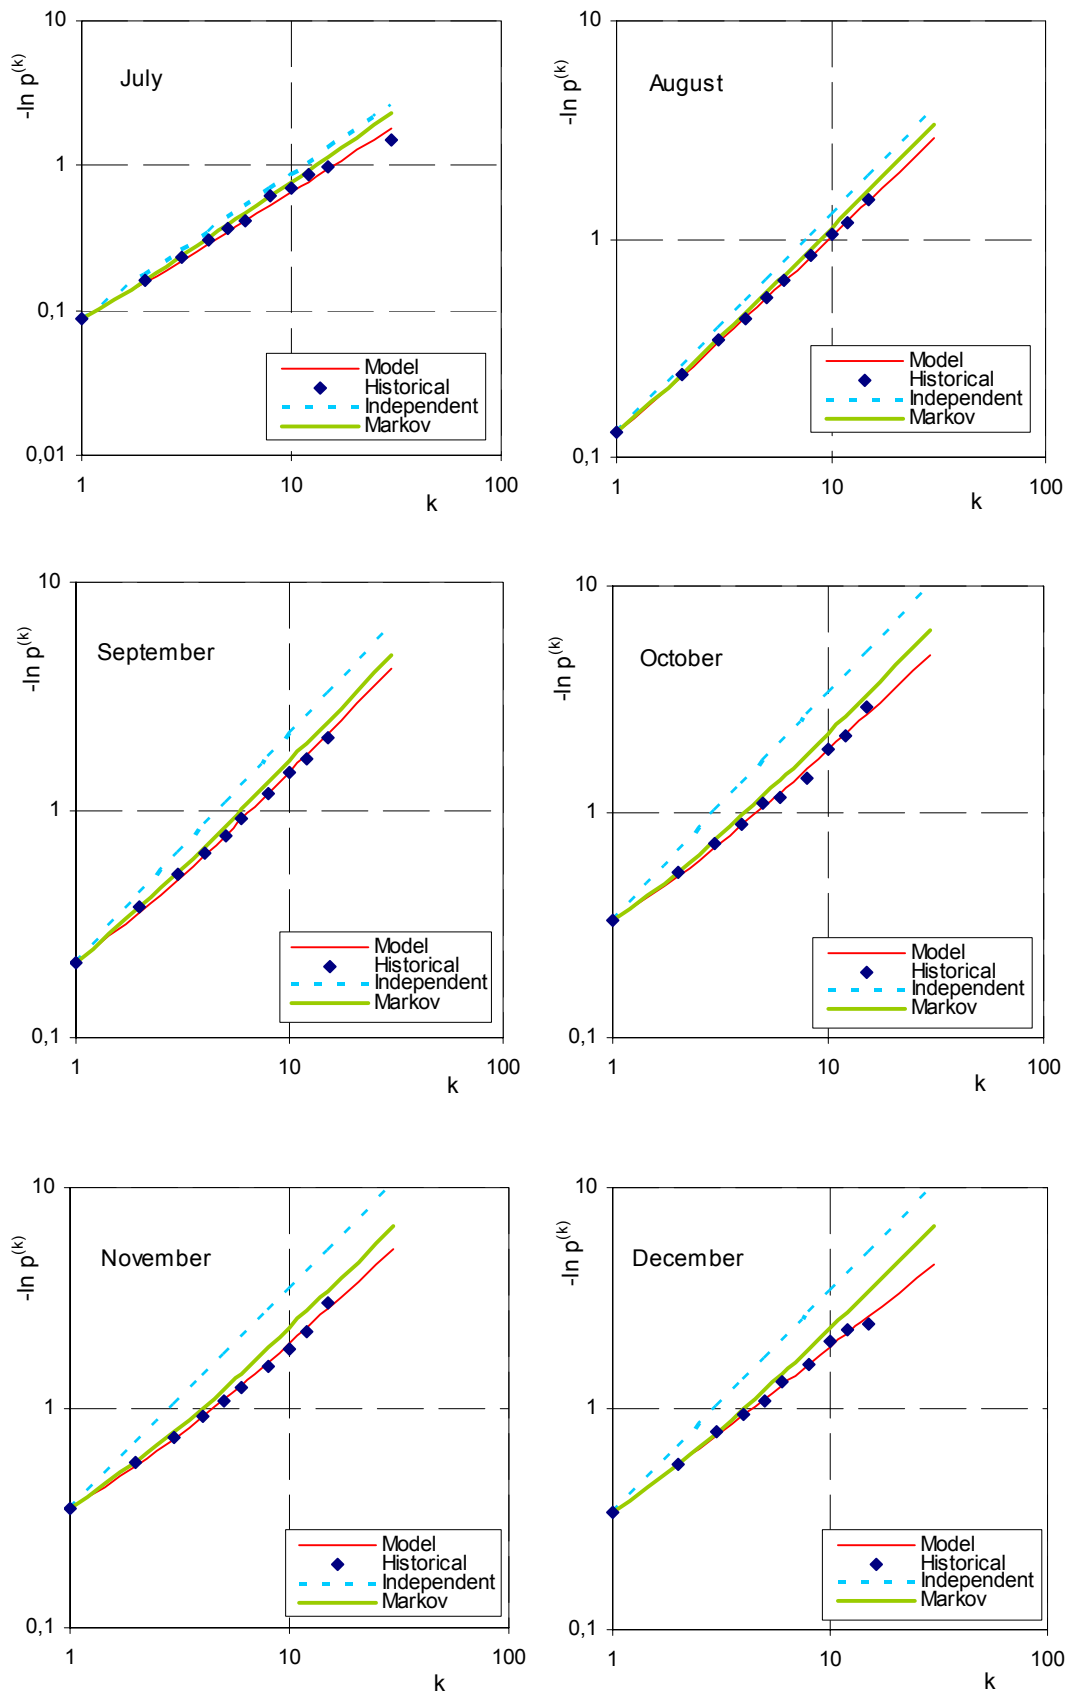 10
-ln p(k)
July
1
0,1
0,01
1
10
100
k
Model
Historical
Independent
Markov
10
-ln p(k)
August
1
0,1
1
10
100
k
Model
Historical
Independent
Markov
10
-ln p(k)
September
1
0,1
1
10
100
k
Model
Historical
Independent
Markov
10
-ln p(k)
October
1
0,1
1
10
100
k
Model
Historical
Independent
Markov
10
-ln p(k)
November
1
0,1
1
10
100
k
Model
Historical
Independent
Markov
10
-ln p(k)
December
1
0,1
1
10
100
k
Model
Historical
Independent
Markov